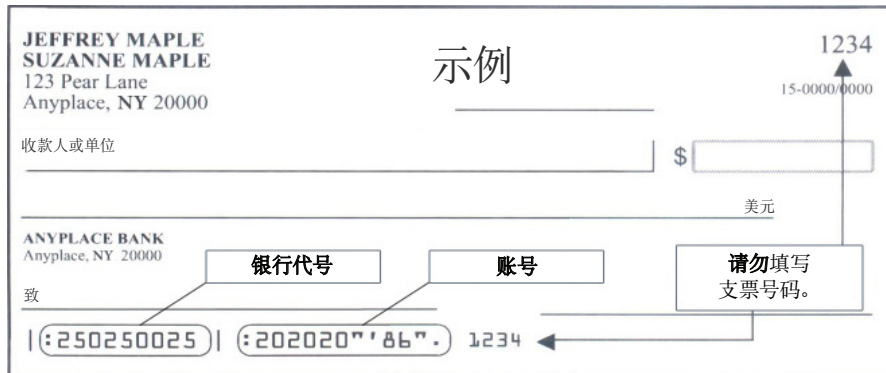 JEFFREY MAPLE
SUZANNE MAPLE
123 Pear Lane
Anyplace, NY 20000
示例
1234
15-0000/0000
收款人或单位
$
美元
ANYPLACE BANK
Anyplace, NY 20000
银行代号
账号
请勿填写
支票号码。
致
|:250250025| :202020"'86". 1234